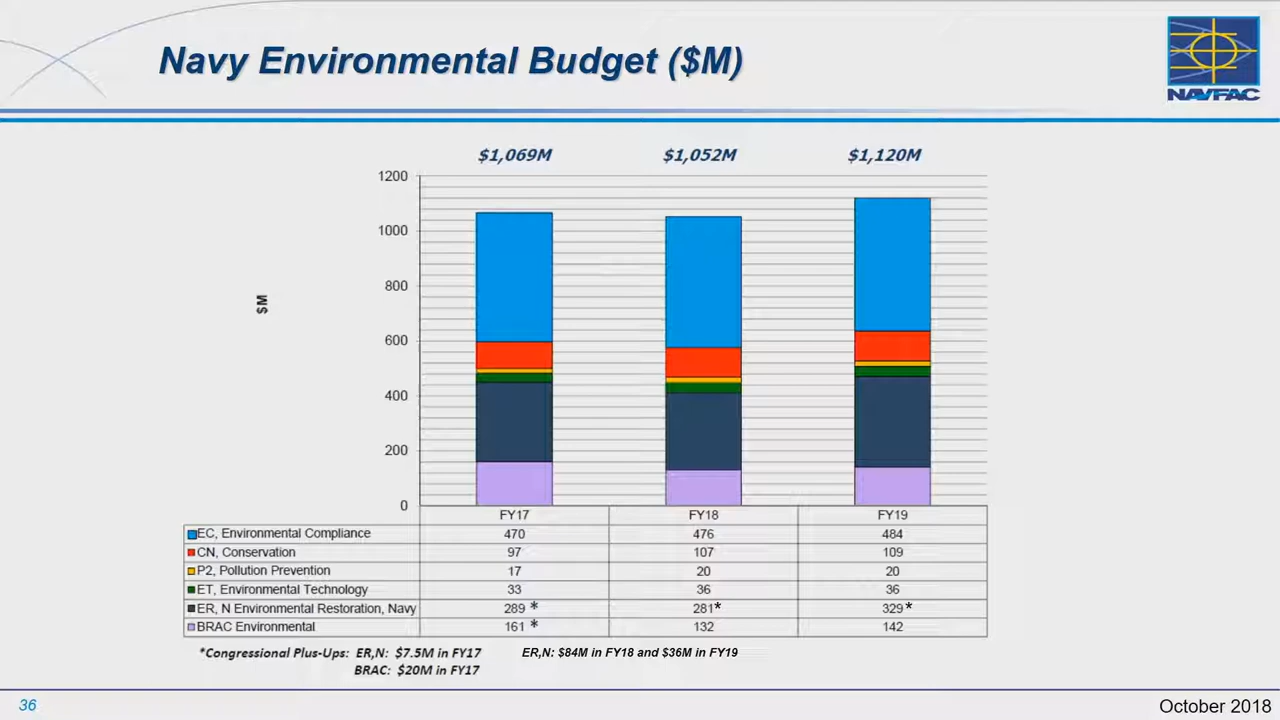 Navy Environmental Budget ($M)
NAVFAC
$1,069M $1,052M $1,120M
1200
1000
800
600
400
200
0
$M
FY17 FY18 FY19
EC, Environmental Compliance 470 476 484
CN, Conservation 97 107 109
P2, Pollution Prevention 17 20 20
ET, Environmental Technology 33 36 36
ER, N Environmental Restoration, Navy 289 * 281* 329*
BRAC Environmental 161 * 132 142
*Congressional Plus-Ups: ER,N: $7.5M in FY17 ER,N: $84M in FY18 and $36M in FY19
BRAC: $20M in FY17
36 October 2018